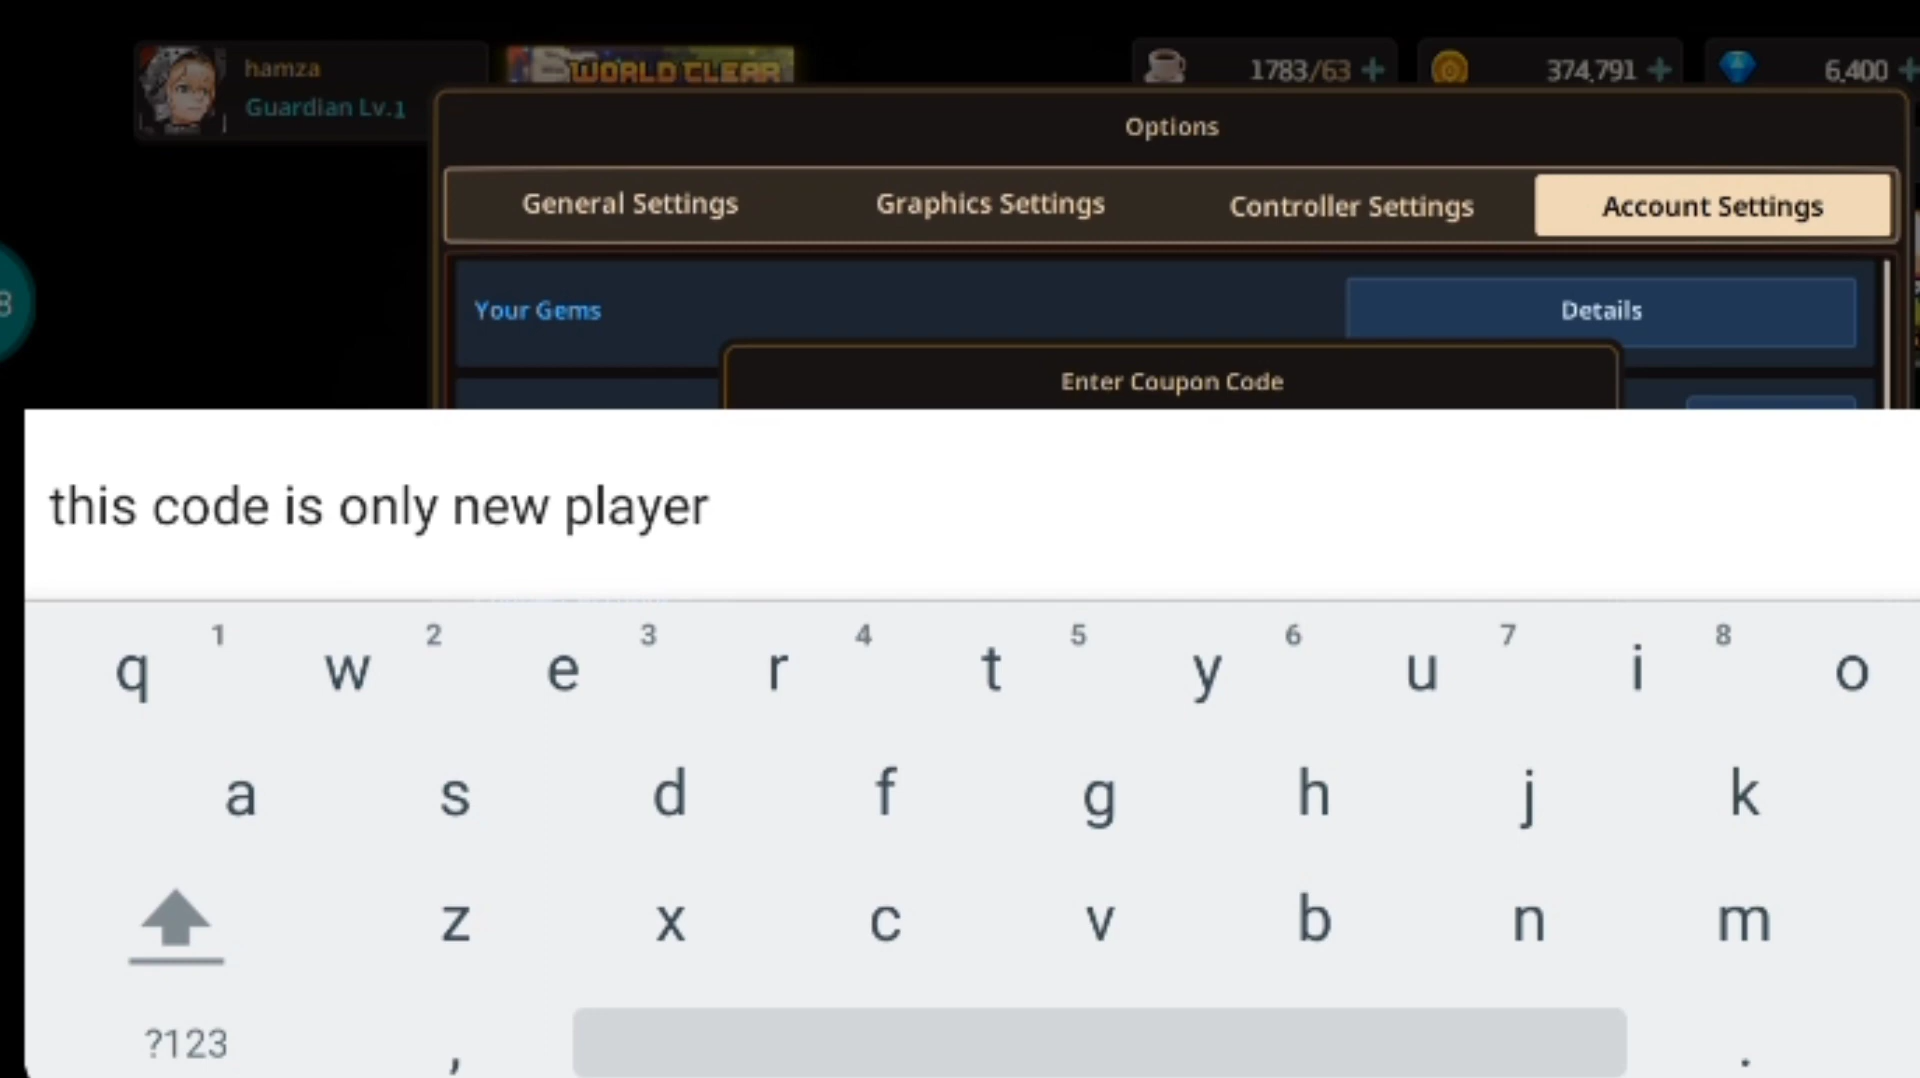 hamza
Guardian Lv.1
WORLD CLEAR
1783/63 +
374,791 +
6,400 +
Options
General Settings
Graphics Settings
Controller Settings
Account Settings
Your Gems
Details
Enter Coupon Code
this code is only new player
q 1 w 2 e 3 r 4 t 5 y 6 u 7 i 8 o
a s d f g h j k
z x c v b n m
?123 , .